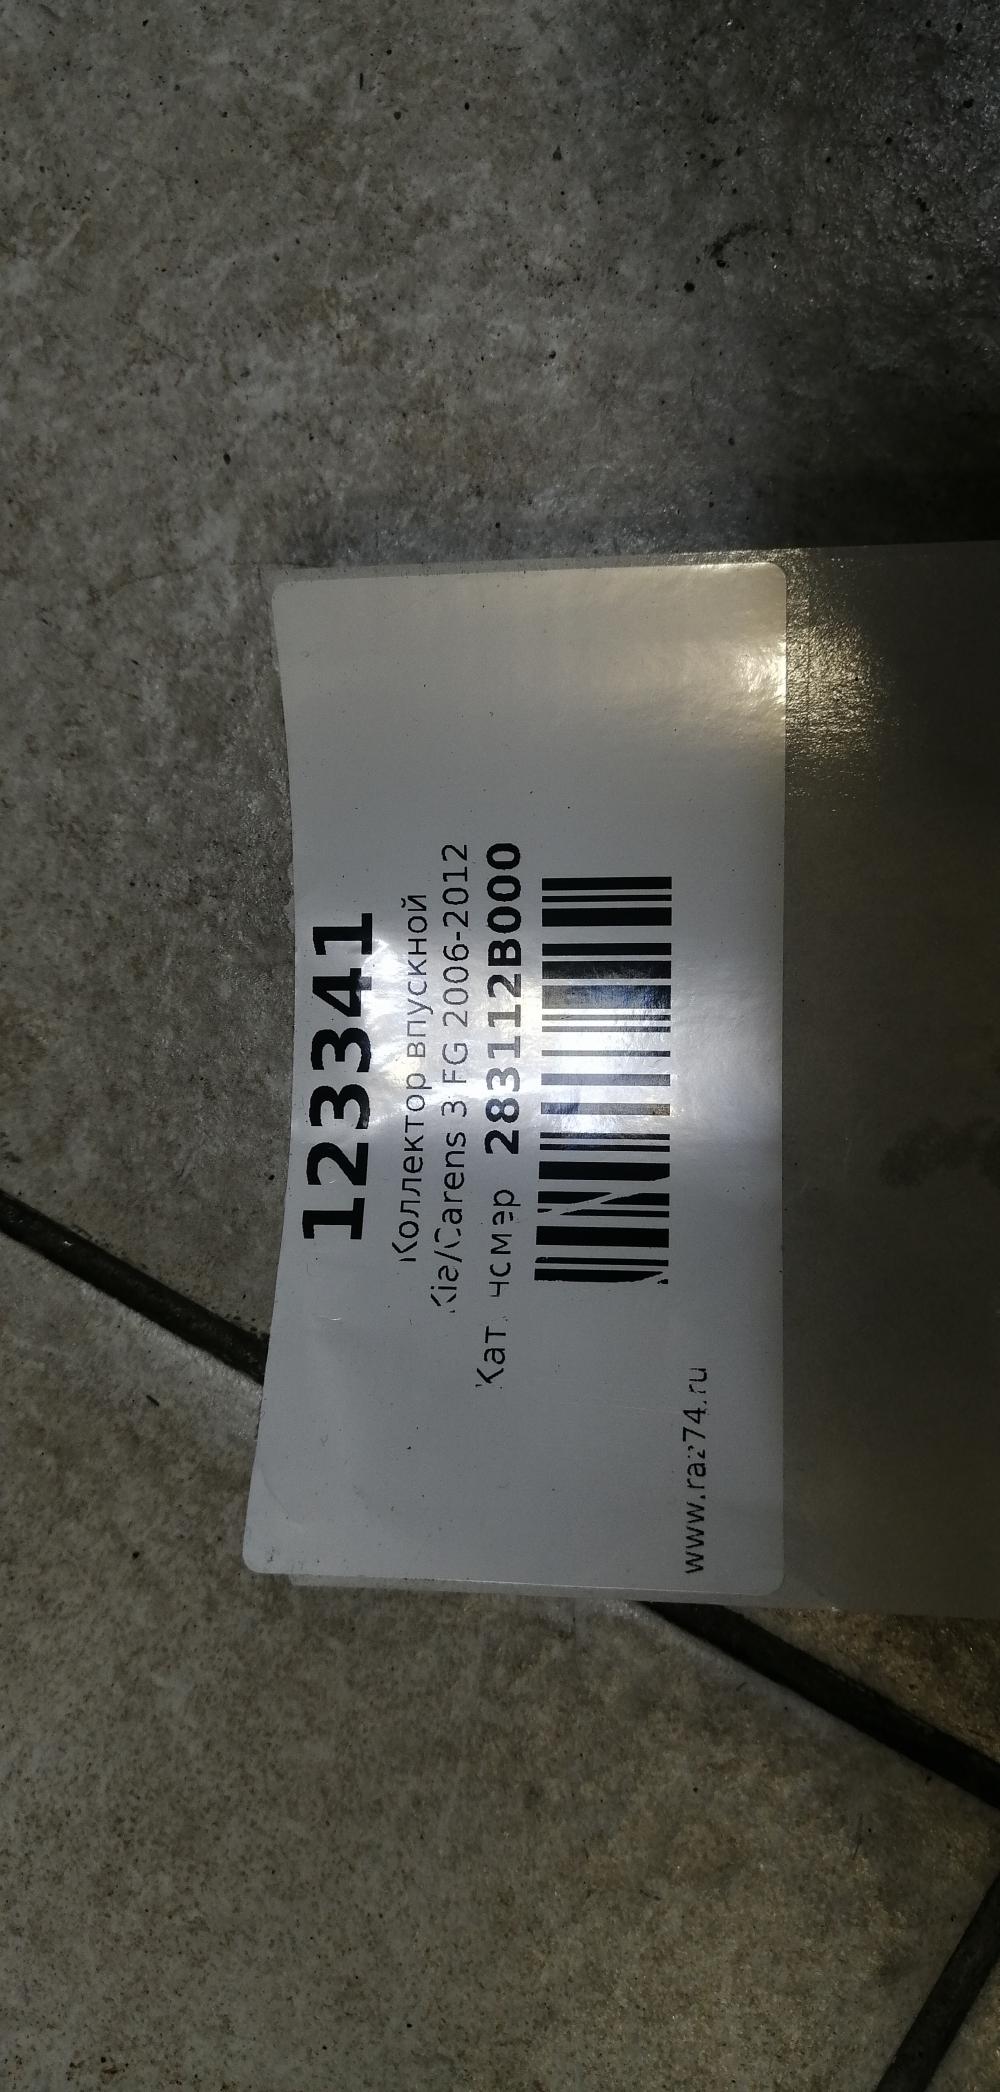 123341
Коллектор впускной
Kia/Carens 3 FG 2006-2012
Кат. номер 283112B000
www.raz74.ru